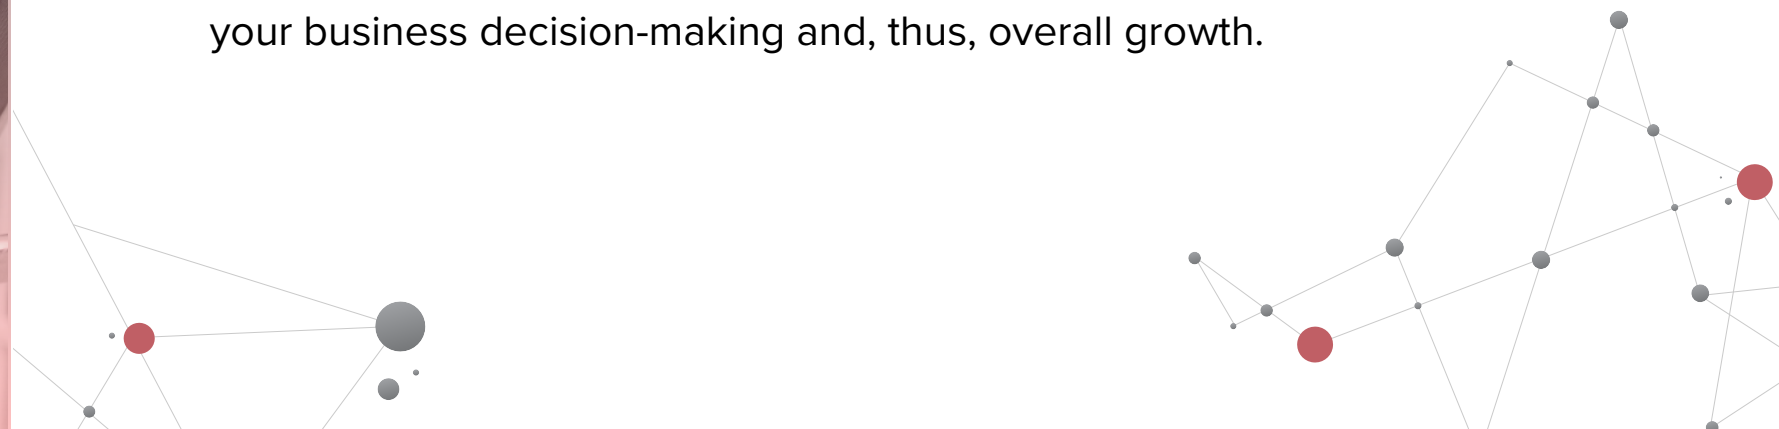 your business decision-making and, thus, overall growth.